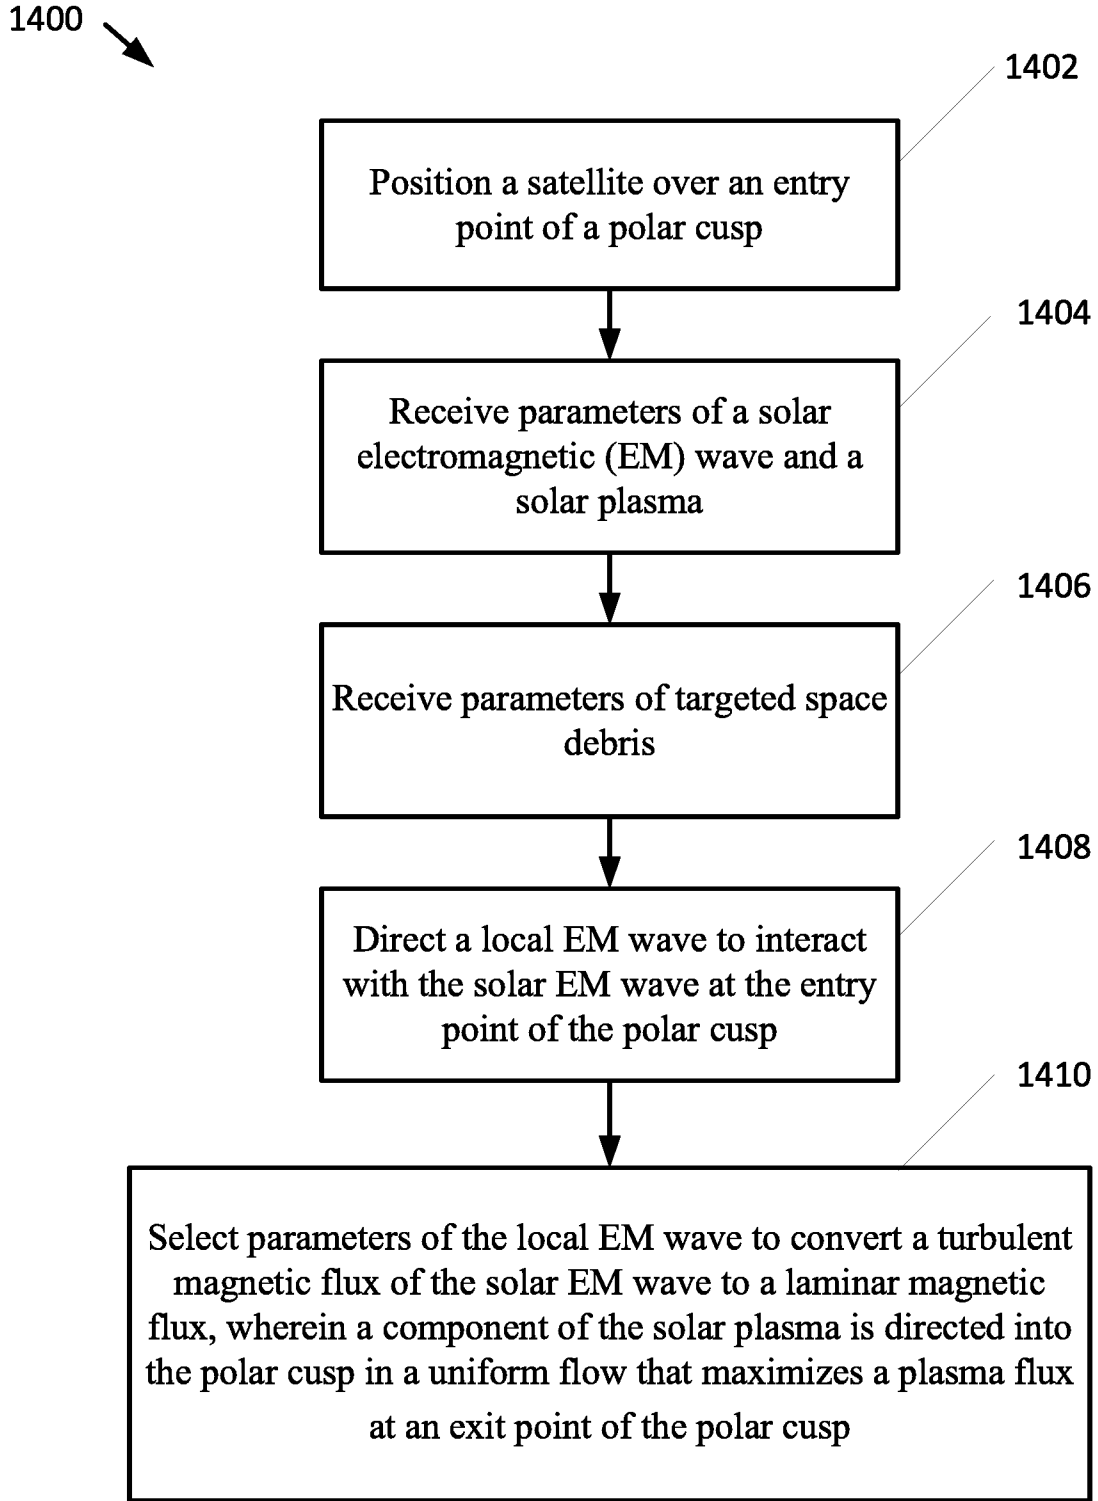 1400
1402
Position a satellite over an entry
point of a polar cusp
1404
Receive parameters of a solar
electromagnetic (EM) wave and a
solar plasma
1406
Receive parameters of targeted space
debris
1408
Direct a local EM wave to interact
with the solar EM wave at the entry
point of the polar cusp
1410
Select parameters of the local EM wave to convert a turbulent
magnetic flux of the solar EM wave to a laminar magnetic
flux, wherein a component of the solar plasma is directed into
the polar cusp in a uniform flow that maximizes a plasma flux
at an exit point of the polar cusp